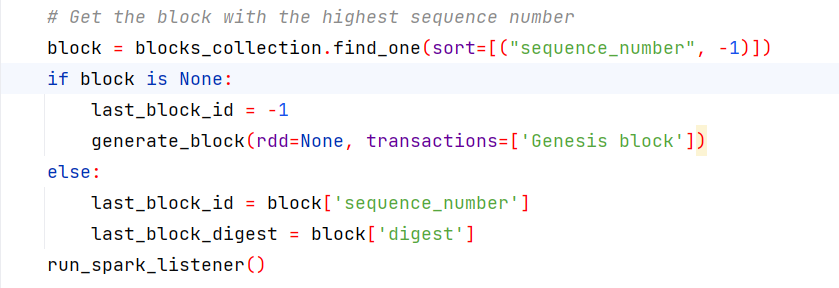 # Get the block with the highest sequence number
block = blocks_collection.find_one(sort=[("sequence_number", -1)])
if block is None:
    last_block_id = -1
    generate_block(rdd=None, transactions=['Genesis block'])
else:
    last_block_id = block['sequence_number']
    last_block_digest = block['digest']
run_spark_listener()